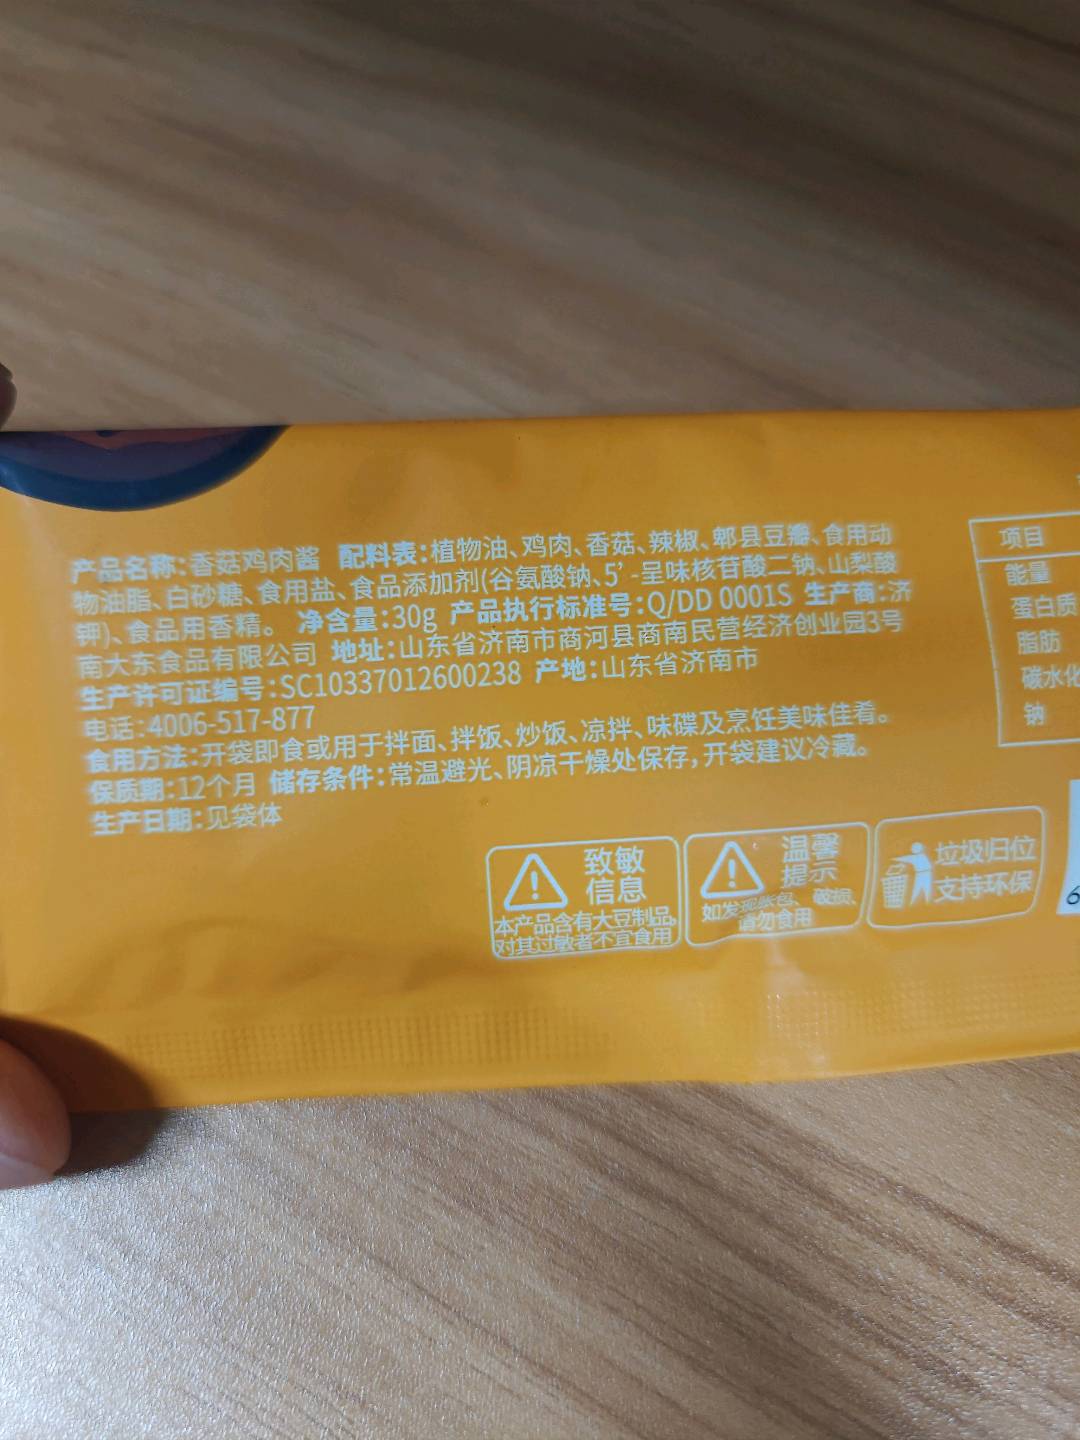 产品名称:香菇鸡肉酱 配料表:植物油、鸡肉、香菇、辣椒、郫县豆瓣、食用动
物油脂、白砂糖、食用盐、食品添加剂(谷氨酸钠、5’-呈味核苷酸二钠、山梨酸
钾)、食品用香精。 净含量:30g 产品执行标准号:Q/DD 0001S 生产商:济
南大东食品有限公司 地址:山东省济南市商河县商南民营经济创业园3号
生产许可证编号:SC10337012600238 产地:山东省济南市
电话:4006-517-877
食用方法:开袋即食或用于拌面、拌饭、炒饭、凉拌、味碟及烹饪美味佳肴。
保质期:12个月 储存条件:常温避光、阴凉干燥处保存,开袋建议冷藏。
生产日期:见袋体
致敏
信息
本产品含有大豆制品,
对其过敏者不宜食用
温馨
提示
如发现胀包、破损、
请勿食用
垃圾归位
支持环保
项目
能量
蛋白质
脂肪
碳水化
钠
6